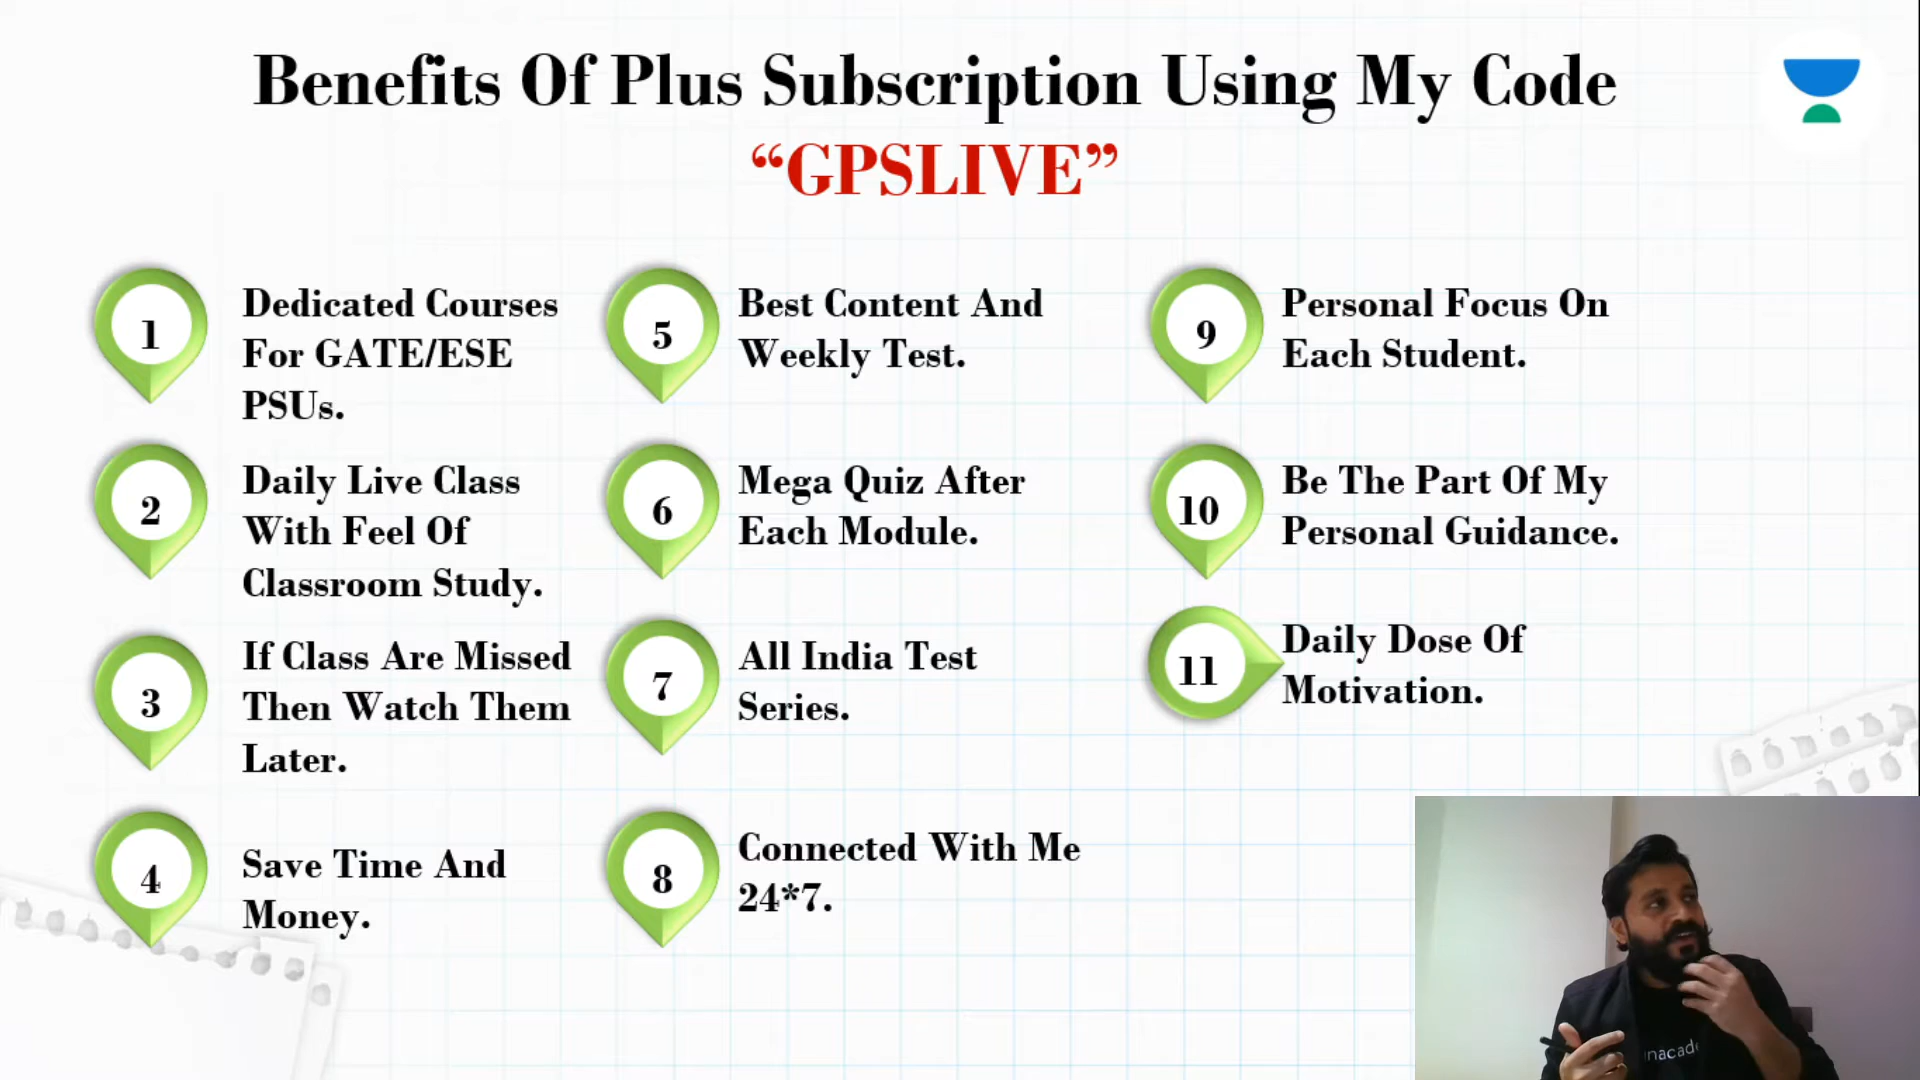 Benefits Of Plus Subscription Using My Code
“GPSLIVE”
1
Dedicated Courses
For GATE/ESE
PSUs.
2
Daily Live Class
With Feel Of
Classroom Study.
3
If Class Are Missed
Then Watch Them
Later.
4
Save Time And
Money.
5
Best Content And
Weekly Test.
6
Mega Quiz After
Each Module.
7
All India Test
Series.
8
Connected With Me
24*7.
9
Personal Focus On
Each Student.
10
Be The Part Of My
Personal Guidance.
11
Daily Dose Of
Motivation.